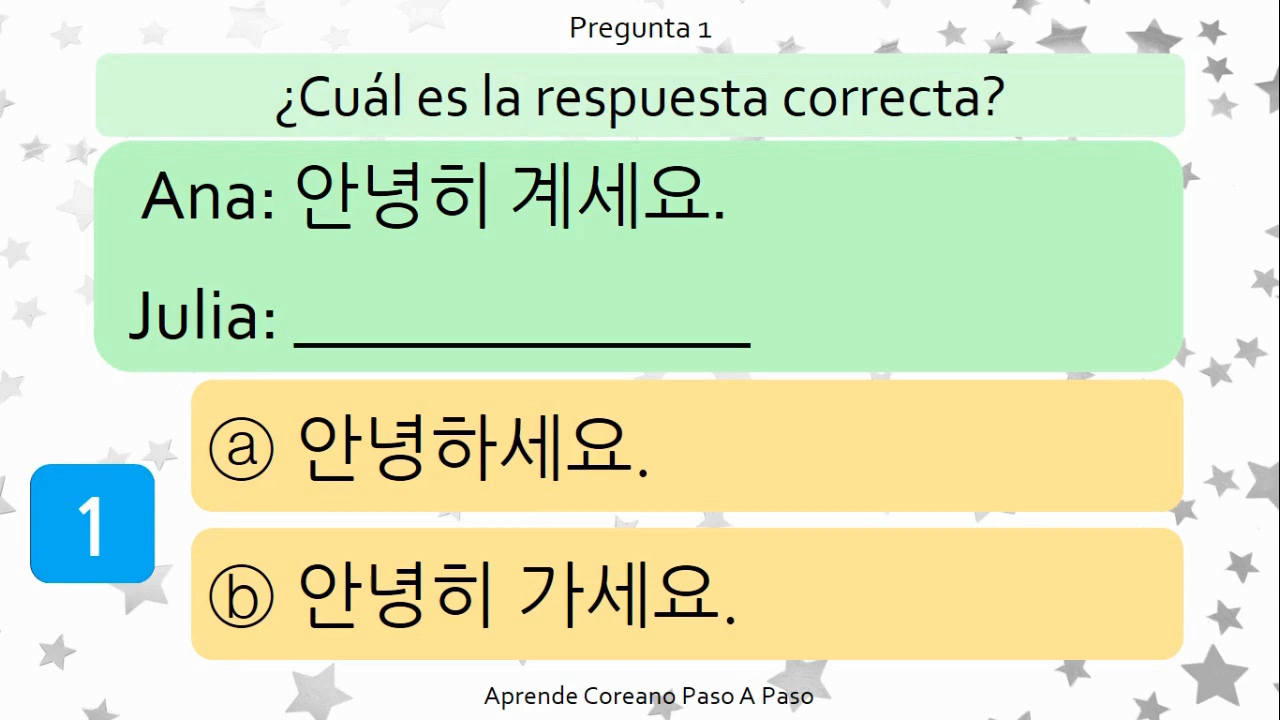 Pregunta 1
¿Cuál es la respuesta correcta?
Ana: 안녕히 계세요.
Julia: ______________
ⓐ 안녕하세요.
1
ⓑ 안녕히 가세요.
Aprende Coreano Paso A Paso